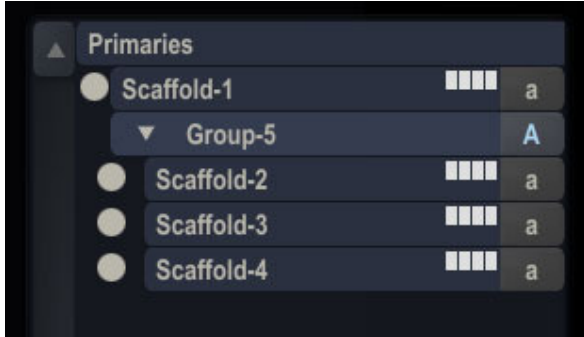 Primaries
Scaffold-1 a
Group-5 A
Scaffold-2 a
Scaffold-3 a
Scaffold-4 a